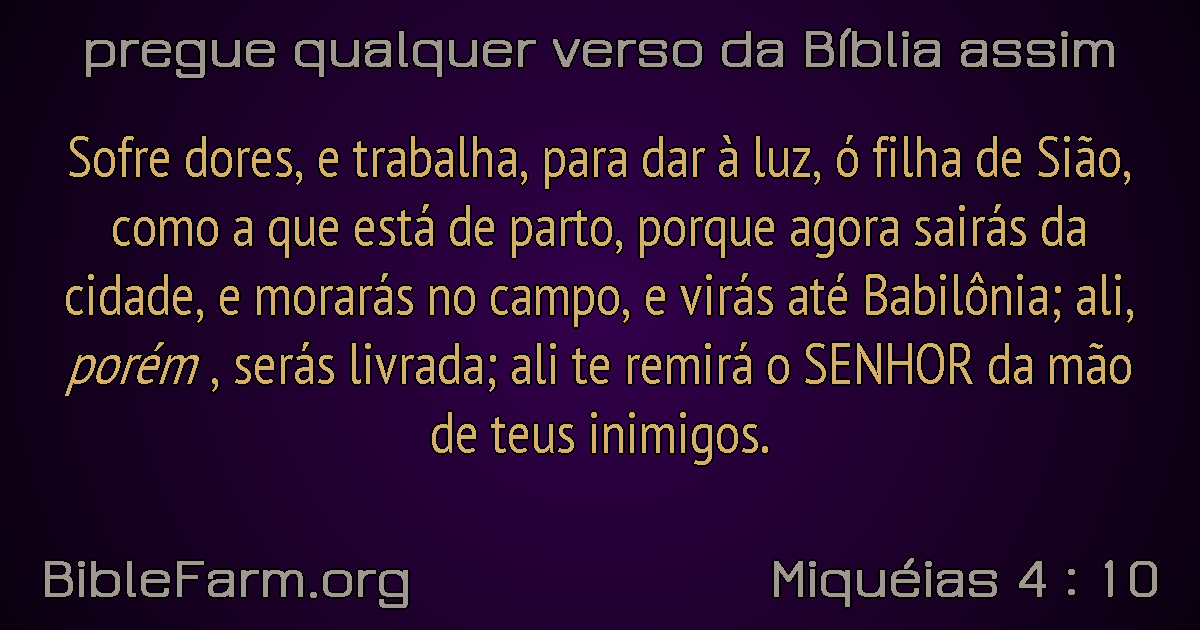 pregue qualquer verso da Bíblia assim
Sofre dores, e trabalha, para dar à luz, ó filha de Sião,
como a que está de parto, porque agora sairás da
cidade, e morarás no campo, e virás até Babilônia; ali,
porém , serás livrada; ali te remirá o SENHOR da mão
de teus inimigos.
BibleFarm.org
Miquéias 4 : 10